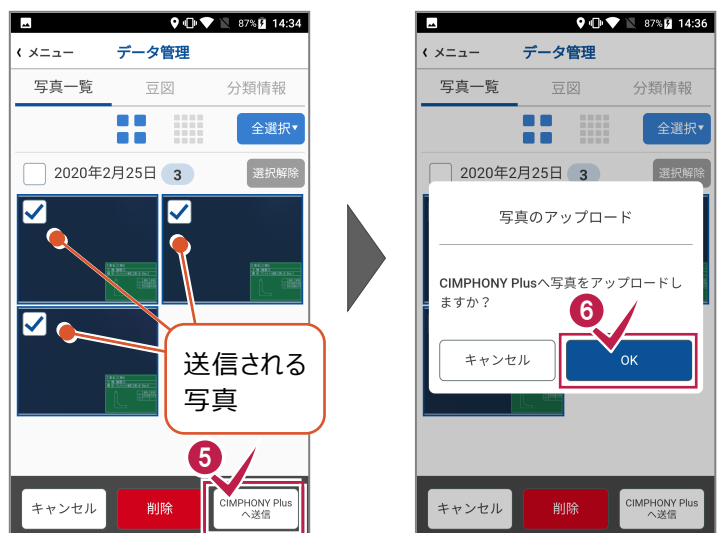 87% 14:34
メニュー データ管理
写真一覧 豆図 分類情報
全選択▾
2020年2月25日 3 選択解除
送信される
写真
5
キャンセル 削除 CIMPHONY Plus
へ送信
87% 14:36
メニュー データ管理
写真一覧 豆図 分類情報
全選択▾
2020年2月25日 3 選択解除
写真のアップロード
CIMPHONY Plusへ写真をアップロードし
ますか？
6
キャンセル OK
キャンセル 削除 CIMPHONY Plus
へ送信